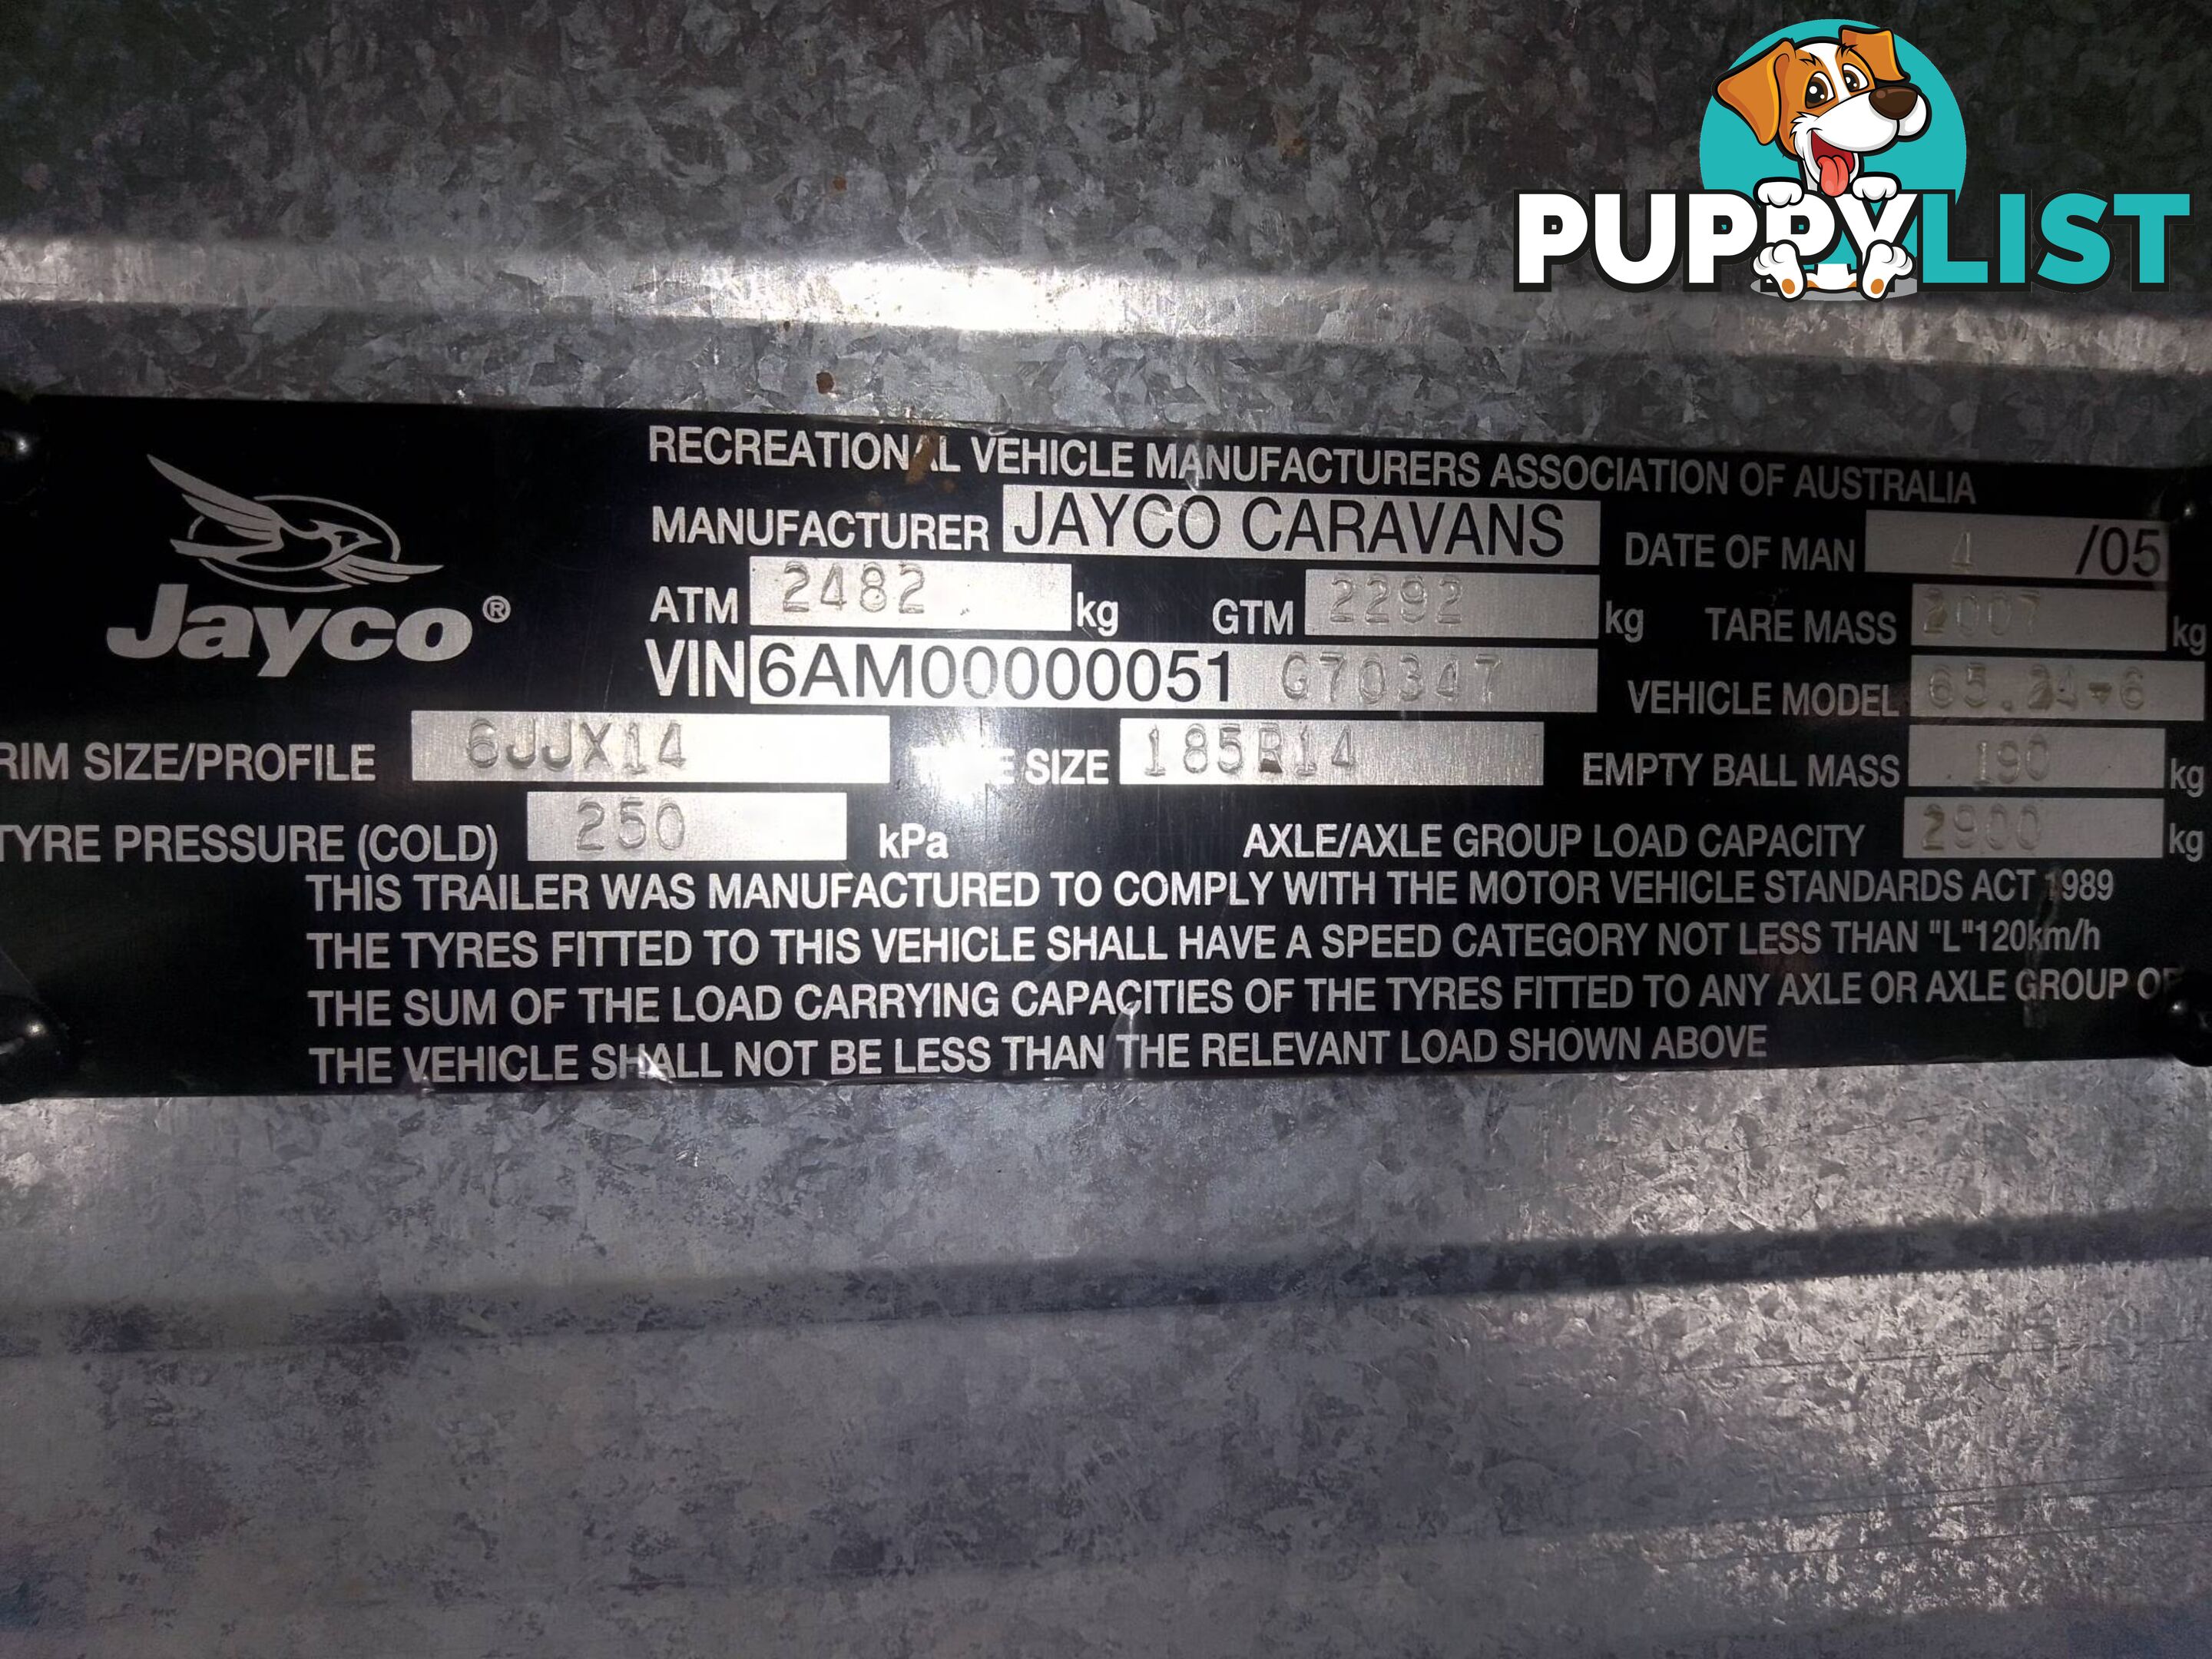 PUPPYLIST
RECREATIONAL VEHICLE MANUFACTURERS ASSOCIATION OF AUSTRALIA
MANUFACTURER JAYCO CARAVANS DATE OF MAN 4 /05
Jayco®
ATM 2482 kg GTM 2292 kg TARE MASS 2007 kg
VIN 6AM00000051 G70347 VEHICLE MODEL 65.24-6
RIM SIZE/PROFILE 6JJX14 SIZE 185R14 EMPTY BALL MASS 190 kg
TYRE PRESSURE (COLD) 250 kPa AXLE/AXLE GROUP LOAD CAPACITY 2900 kg
THIS TRAILER WAS MANUFACTURED TO COMPLY WITH THE MOTOR VEHICLE STANDARDS ACT 1989
THE TYRES FITTED TO THIS VEHICLE SHALL HAVE A SPEED CATEGORY NOT LESS THAN "L"120km/h
THE SUM OF THE LOAD CARRYING CAPACITIES OF THE TYRES FITTED TO ANY AXLE OR AXLE GROUP OF
THE VEHICLE SHALL NOT BE LESS THAN THE RELEVANT LOAD SHOWN ABOVE